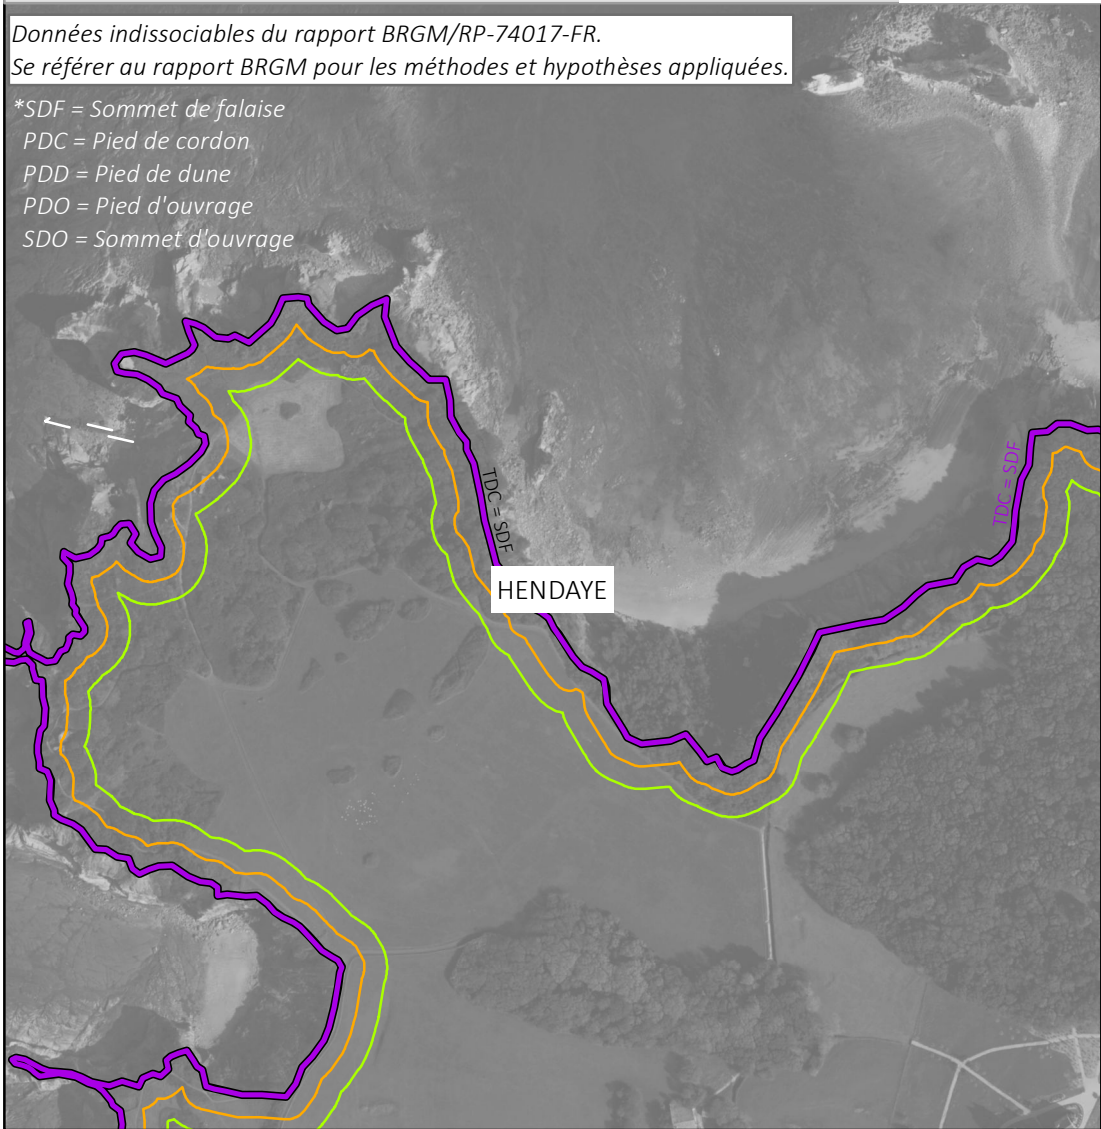 Données indissociables du rapport BRGM/RP-74017-FR.
Se référer au rapport BRGM pour les méthodes et hypothèses appliquées.
*SDF = Sommet de falaise
PDC = Pied de cordon
PDD = Pied de dune
PDO = Pied d'ouvrage
SDO = Sommet d'ouvrage
TDC = SDF
TDC = SDF
HENDAYE